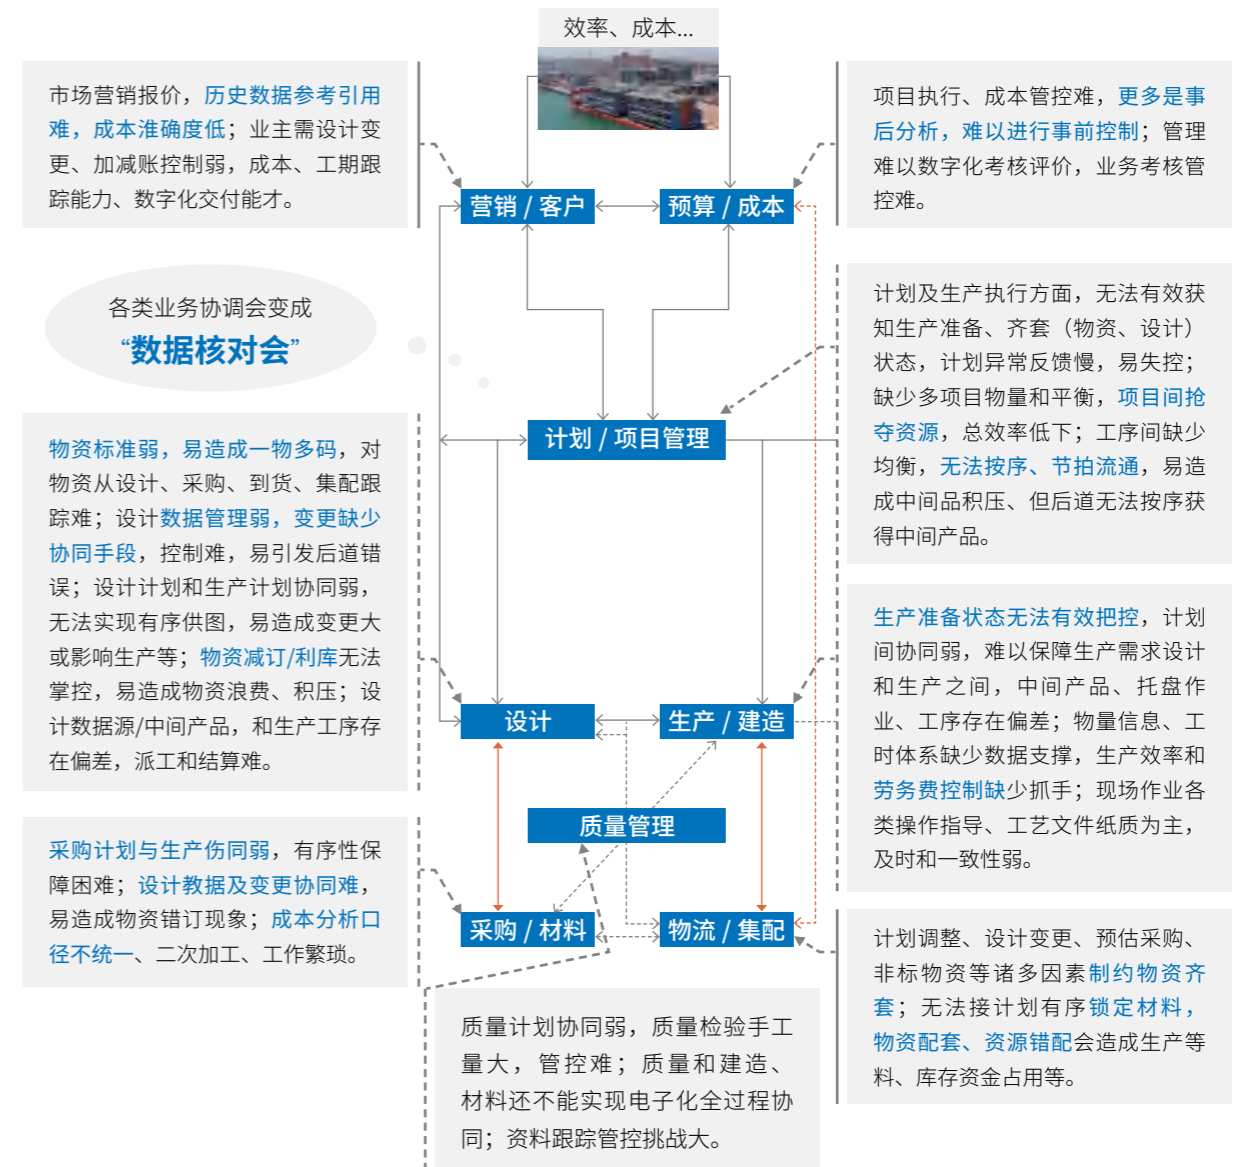 效率、成本...
市场营销报价，历史数据参考引用
难，成本淮确度低；业主需设计变
更、加减账控制弱，成本、工期跟
踪能力、数字化交付能才。
项目执行、成本管控难，更多是事
后分析，难以进行事前控制；管理
难以数字化考核评价，业务考核管
控难。
营销 / 客户
预算 / 成本
各类业务协调会变成
“数据核对会”
计划及生产执行方面，无法有效获
知生产准备、齐套（物资、设计）
状态，计划异常反馈慢，易失控；
缺少多项目物量和平衡，项目间抢
夺资源，总效率低下；工序间缺少
均衡，无法按序、节拍流通，易造
成中间品积压、但后道无法按序获
得中间产品。
计划 / 项目管理
物资标准弱，易造成一物多码，对
物资从设计、采购、到货、集配跟
踪难；设计数据管理弱，变更缺少
协同手段，控制难，易引发后道错
误；设计计划和生产计划协同弱，
无法实现有序供图，易造成变更大
或影响生产等；物资减订/利库无法
掌控，易造成物资浪费、积压；设
计数据源/中间产品，和生产工序存
在偏差，派工和结算难。
生产准备状态无法有效把控，计划
间协同弱，难以保障生产需求设计
和生产之间，中间产品、托盘作
业、工序存在偏差；物量信息、工
时体系缺少数据支撑，生产效率和
劳务费控制缺少抓手；现场作业各
类操作指导、工艺文件纸质为主，
及时和一致性弱。
设计
生产 / 建造
质量管理
采购计划与生产伤同弱，有序性保
障困难；设计教据及变更协同难，
易造成物资错订现象；成本分析口
径不统一、二次加工、工作繁琐。
采购 / 材料
物流 / 集配
计划调整、设计变更、预估采购、
非标物资等诸多因素制约物资齐
套；无法接计划有序锁定材料，
物资配套、资源错配会造成生产等
料、库存资金占用等。
质量计划协同弱，质量检验手工
量大，管控难；质量和建造、
材料还不能实现电子化全过程协
同；资料跟踪管控挑战大。